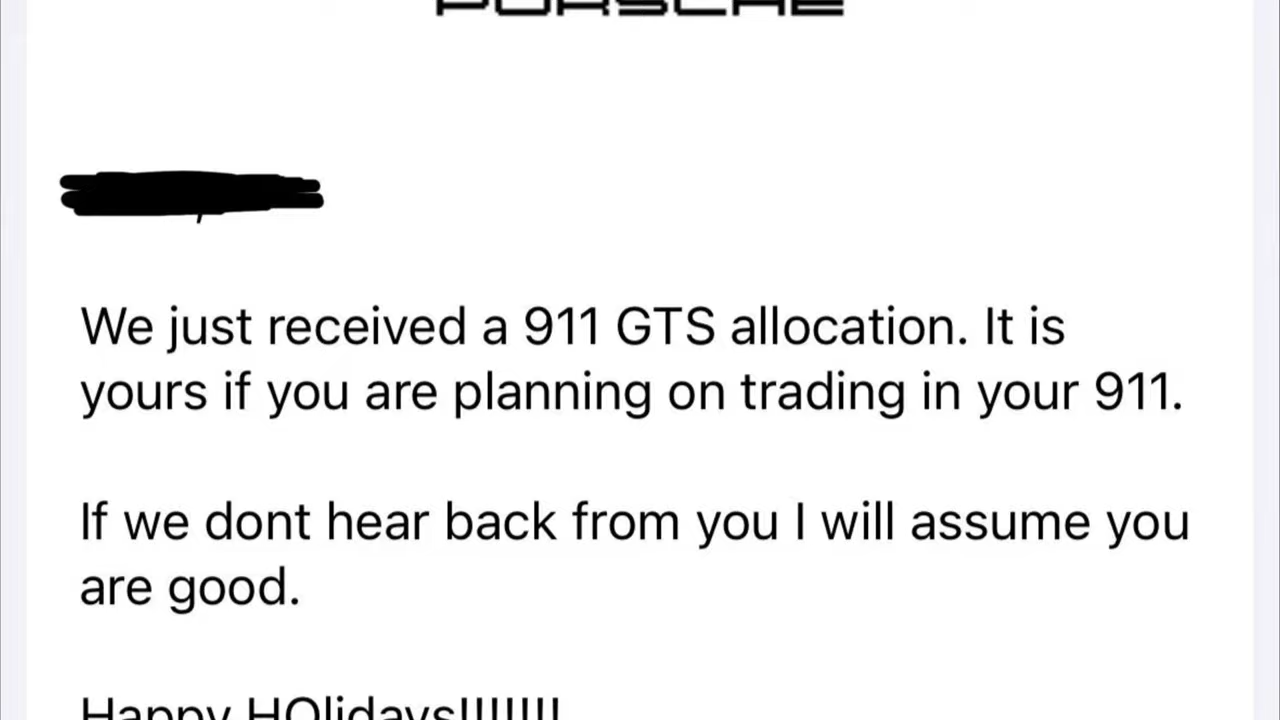 PORSCHE
We just received a 911 GTS allocation. It is
yours if you are planning on trading in your 911.
If we dont hear back from you I will assume you
are good.
Happy HOlidays!!!!!!!!